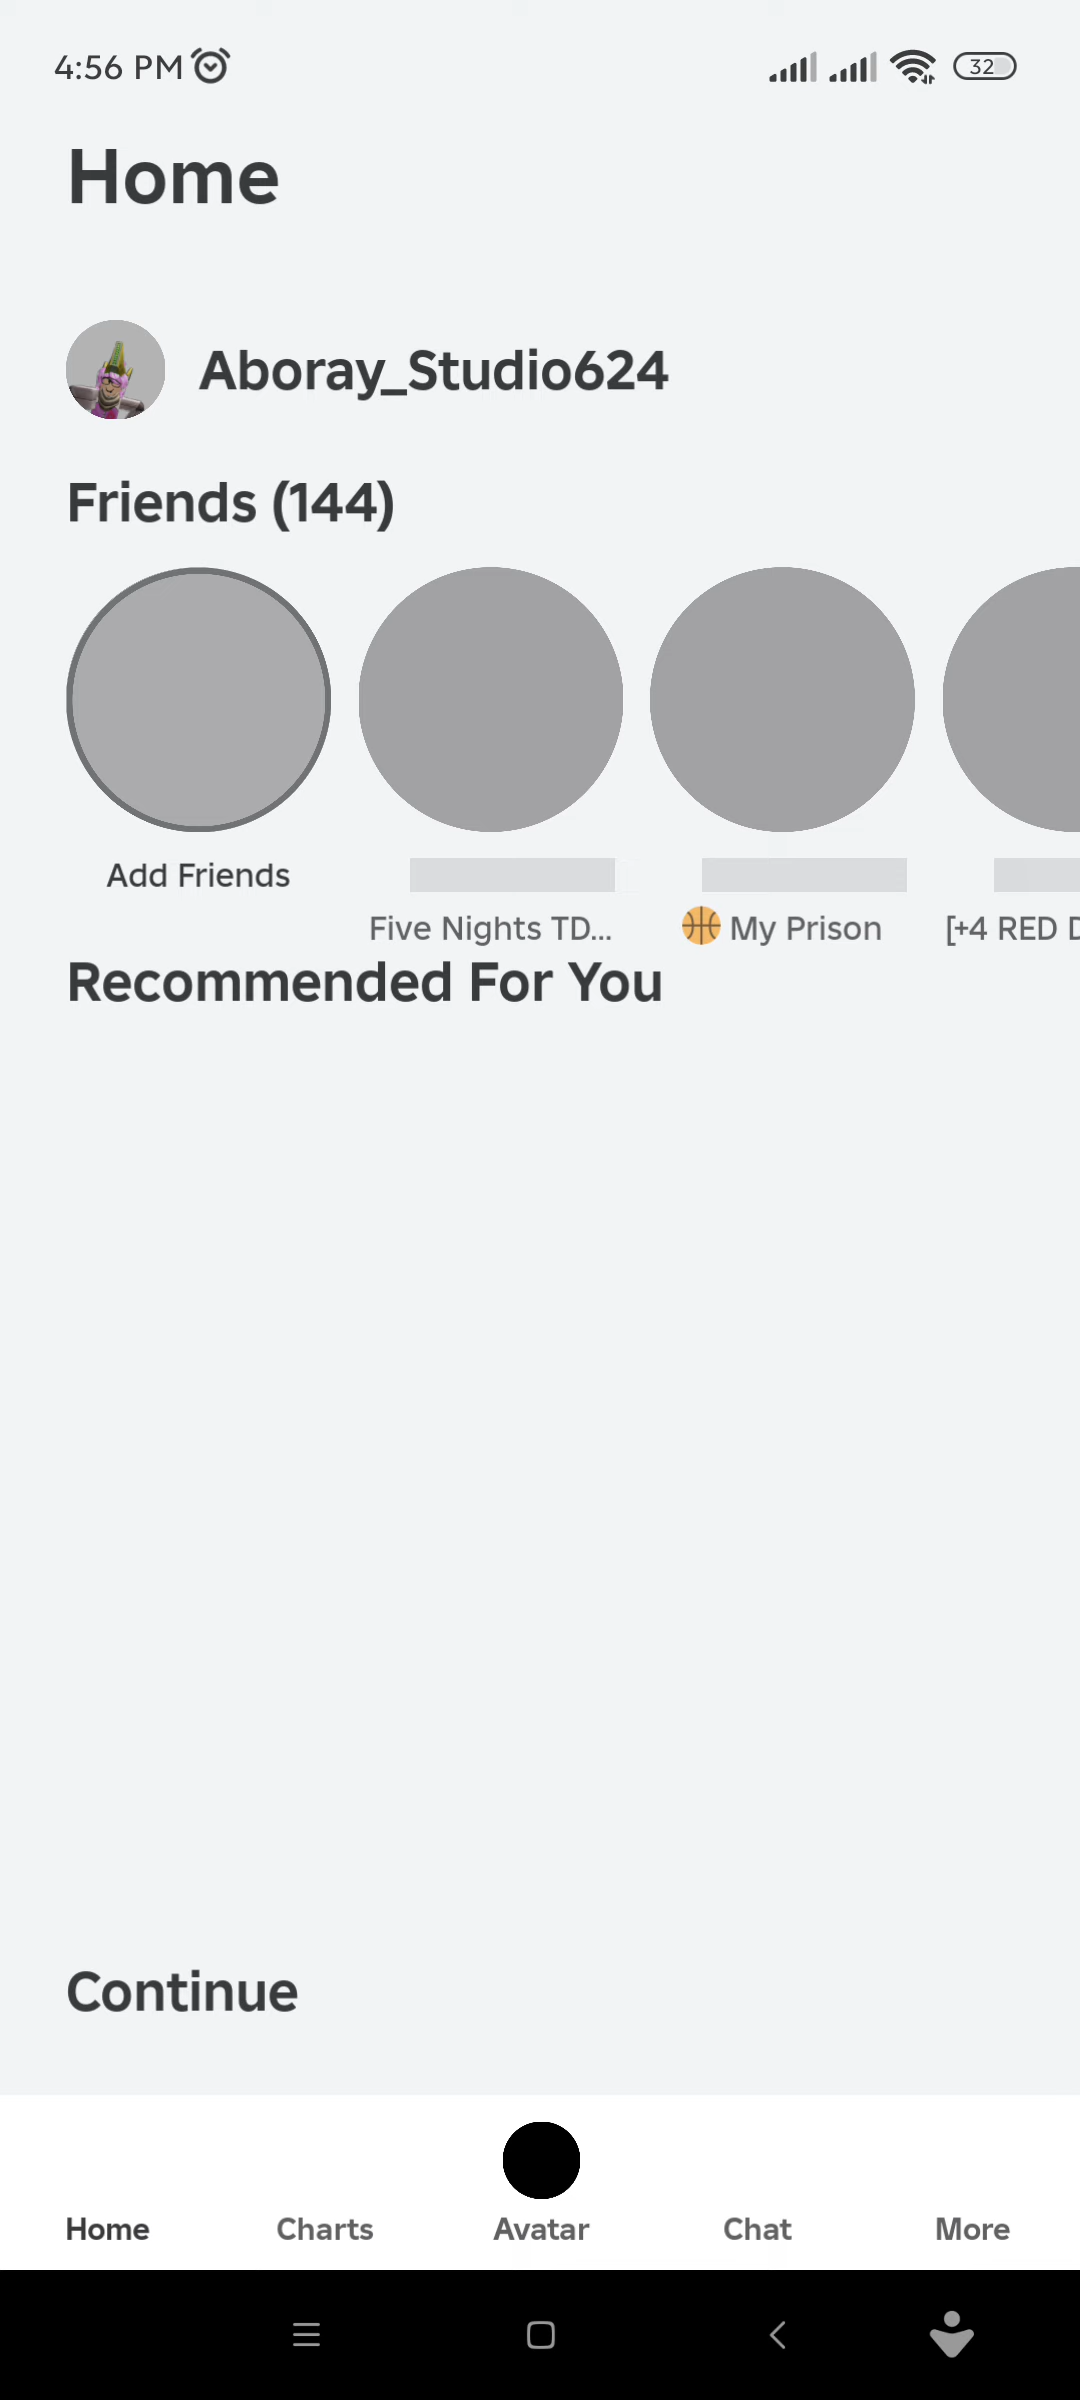 4:56 PM
32
Home
Aboray_Studio624
Friends (144)
Add Friends
Five Nights TD...
My Prison
[+4 RED
Recommended For You
Continue
Home
Charts
Avatar
Chat
More